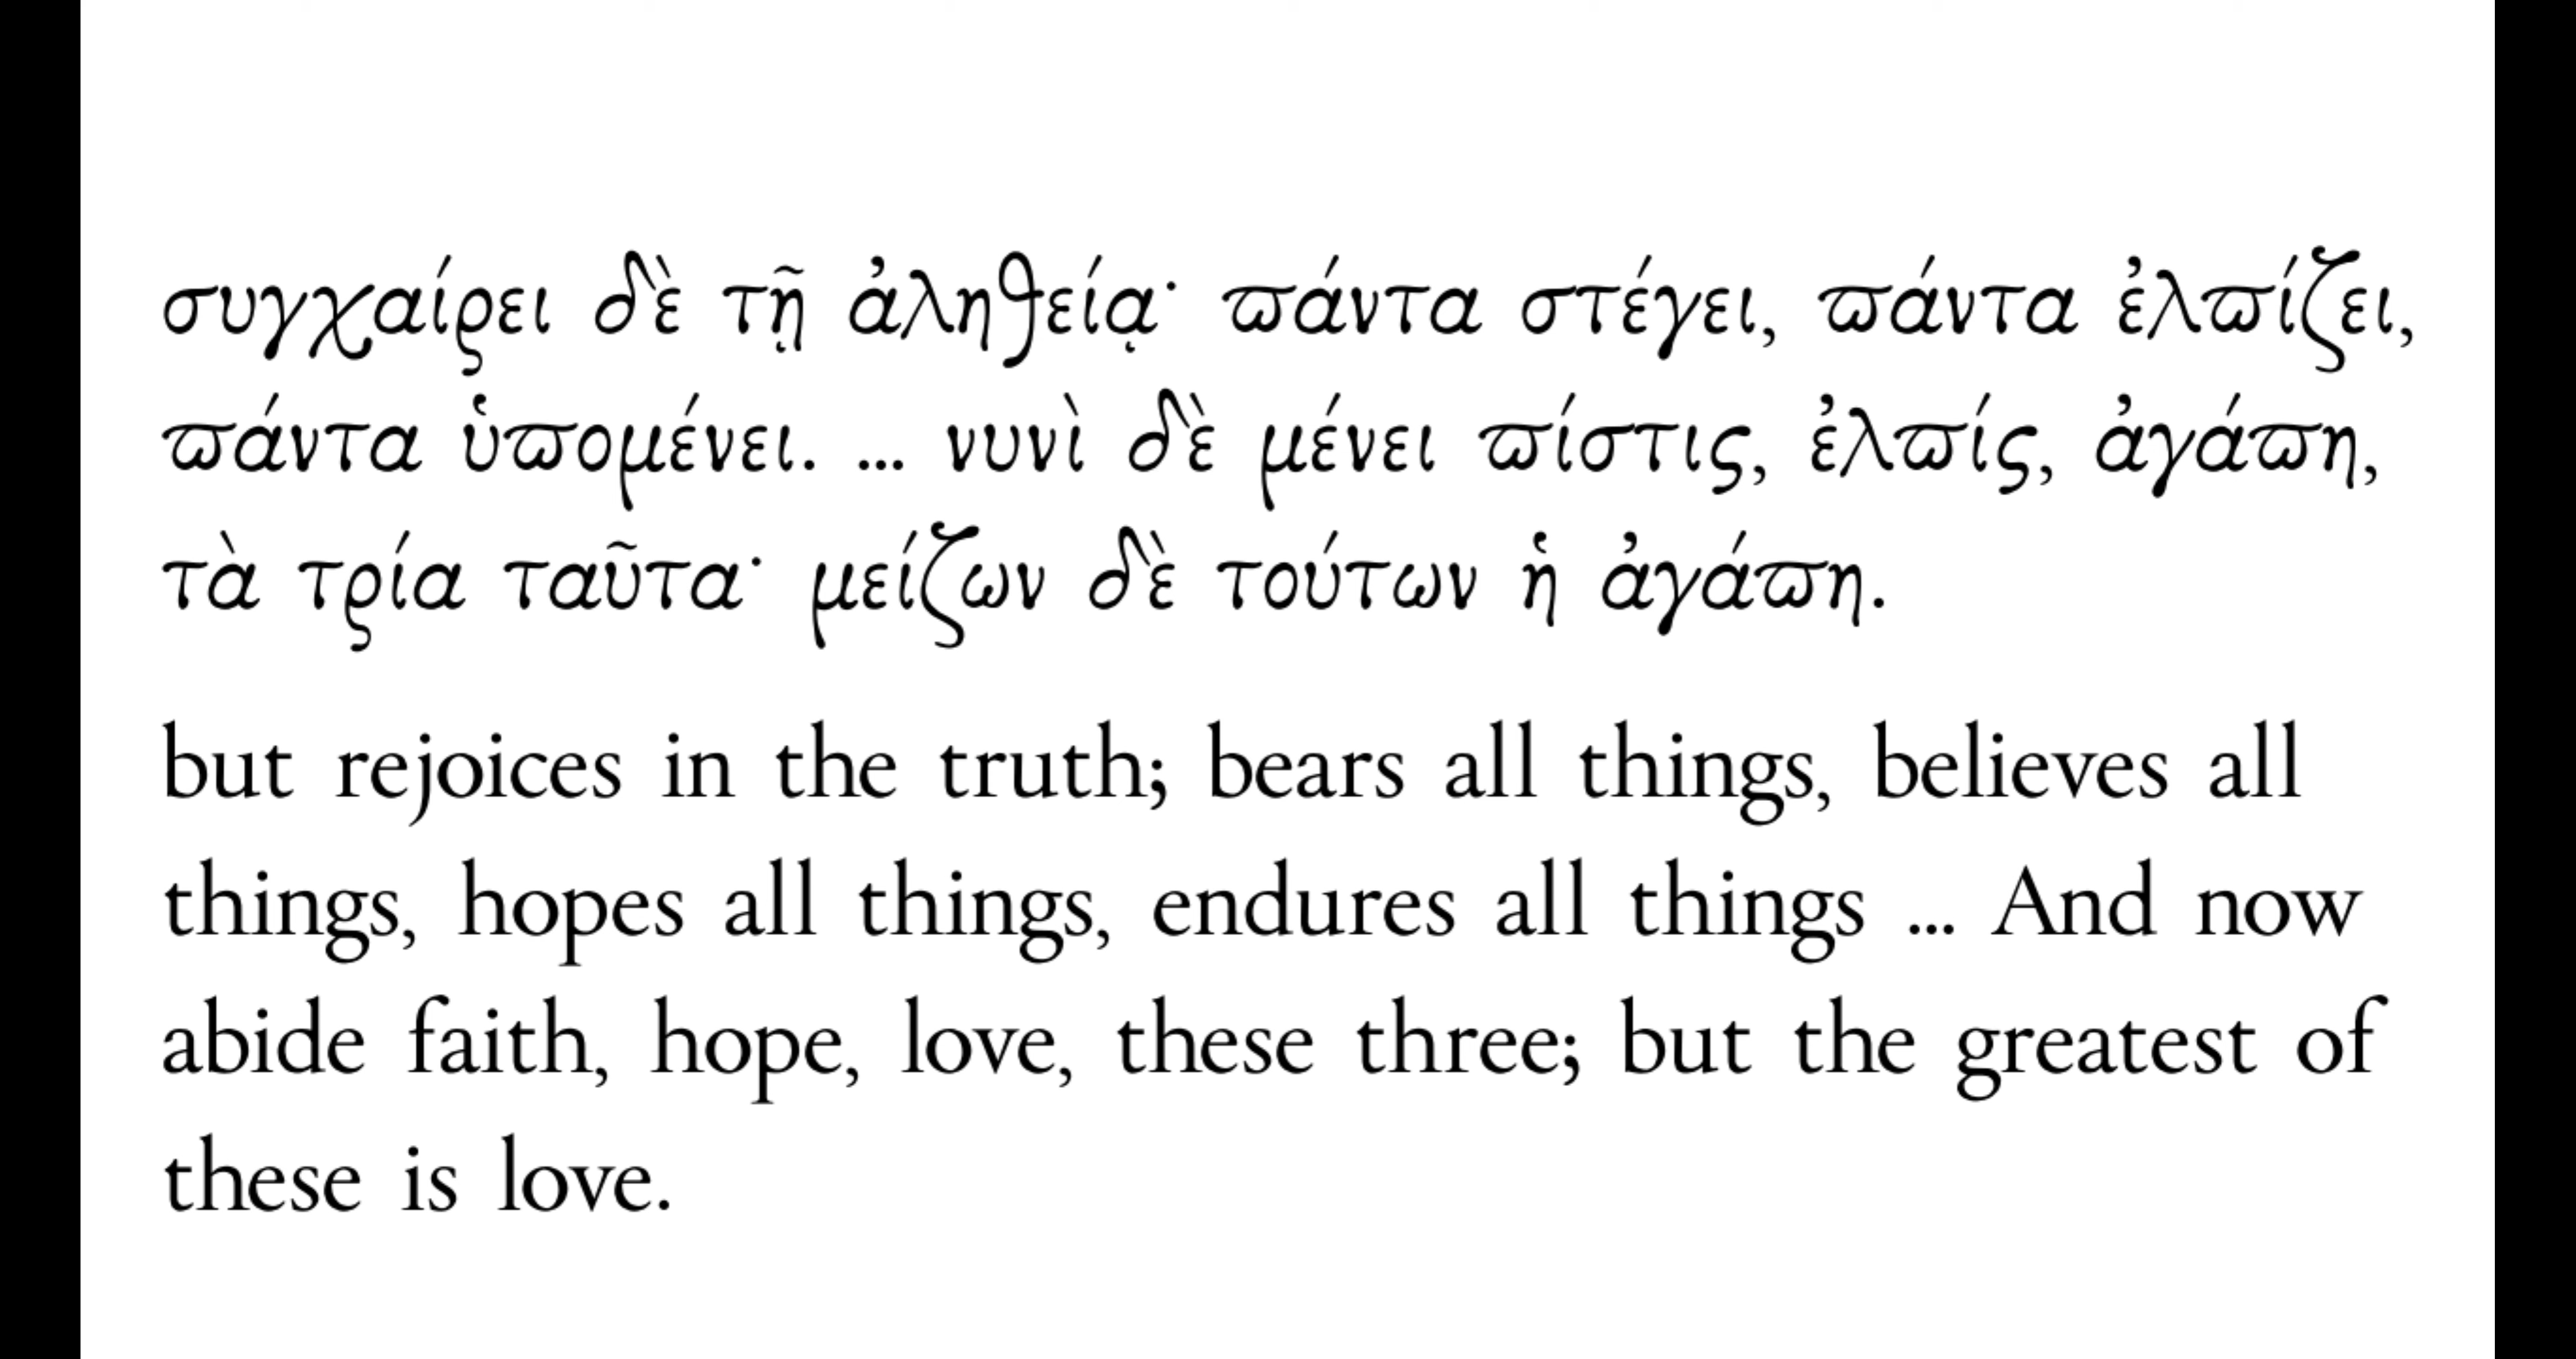 συγχαίρει δὲ τῇ ἀληθείᾳ· πάντα στέγει, πάντα ἐλπίζει,
πάντα ὑπομένει. ... νυνὶ δὲ μένει πίστις, ἐλπίς, ἀγάπη,
τὰ τρία ταῦτα· μείζων δὲ τούτων ἡ ἀγάπη.
but rejoices in the truth; bears all things, believes all
things, hopes all things, endures all things ... And now
abide faith, hope, love, these three; but the greatest of
these is love.